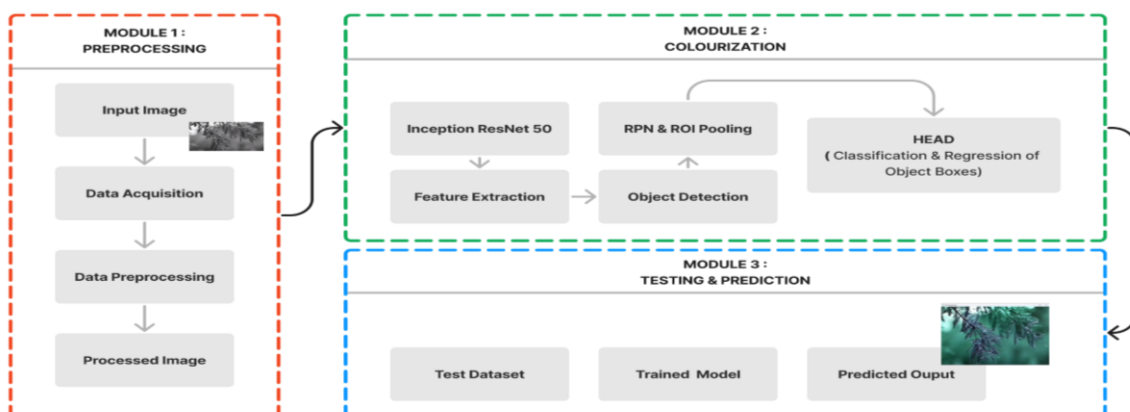 MODULE 1 :
PREPROCESSING
Input Image
Data Acquisition
Data Preprocessing
Processed Image
MODULE 2 :
COLOURIZATION
Inception ResNet 50
RPN & ROI Pooling
Feature Extraction
Object Detection
HEAD
( Classification & Regression of
Object Boxes)
MODULE 3 :
TESTING & PREDICTION
Test Dataset
Trained Model
Predicted Ouput